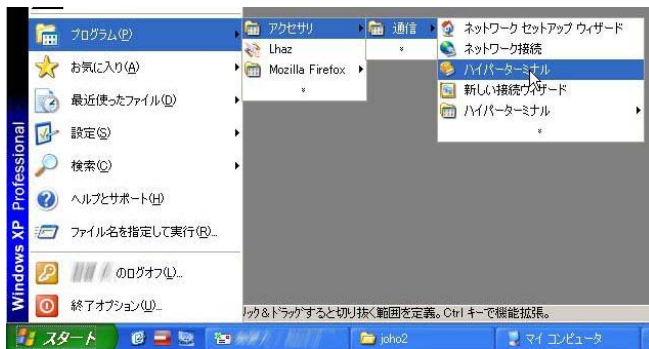 Windows XP Professional
プログラム(P)
お気に入り(A)
最近使ったファイル(D)
設定(S)
検索(C)
ヘルプとサポート(H)
ファイル名を指定して実行(R)...
のログオフ(L)...
終了オプション(U)...
アクセサリ
Lhaz
Mozilla Firefox
通信
ネットワーク セットアップ ウィザード
ネットワーク接続
ハイパーターミナル
新しい接続ウィザード
ハイパーターミナル
ック&ドラッグすると切り抜く範囲を定義。Ctrl キーで機能拡張。
スタート
joho2
マイ コンピュータ